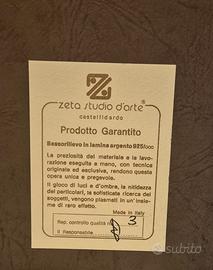 zeta studio d'arte®
castelfidardo
Prodotto Garantito
Bassorilievo in lamina argento 925/000
La preziosità del materiale e la lavo-
razione eseguita a mano, con tecnica
originale ed esclusiva, rendono questa
opera unica e pregevole.
Il gioco di luci e d'ombre, la nitidezza
dei particolari, la sofisticata ricerca dei
soggetti, vengono plasmati in un'insie-
me di raro effetto.
Made in Italy
Rep. controllo qualità n. 3
Il Responsabile
subito